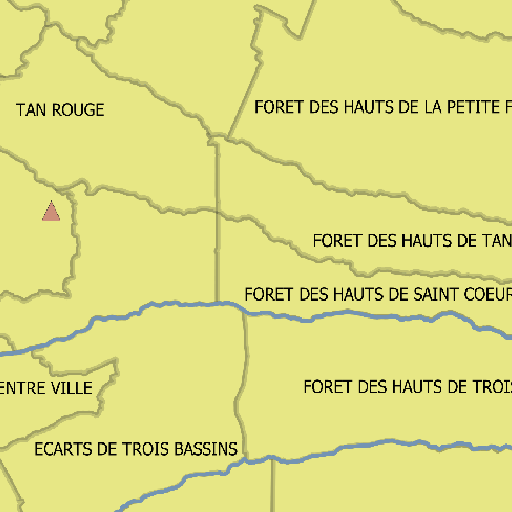 FORET DES HAUTS DE LA PETITE F
TAN ROUGE
FORET DES HAUTS DE TAN
FORET DES HAUTS DE SAINT COEUR
ENTRE VILLE
FORET DES HAUTS DE TROIS
ECARTS DE TROIS BASSINS